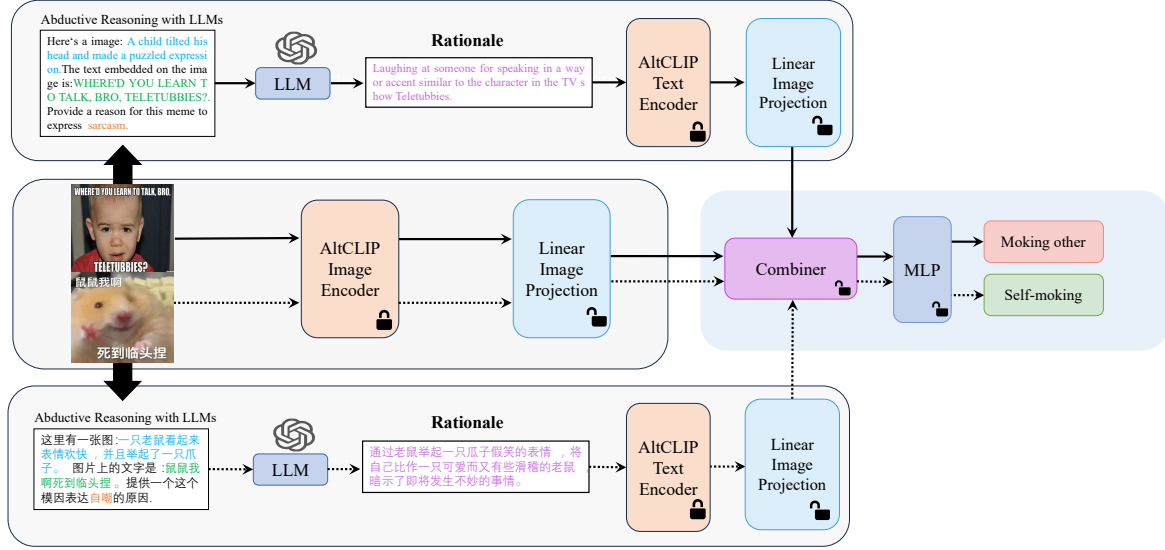 Abductive Reasoning with LLMs
Here's a image: A child tilted his
head and made a puzzled expressi
on.The text embedded on the ima
ge is:WHERE'D YOU LEARN T
O TALK, BRO, TELETUBBIES?.
Provide a reason for this meme to
express sarcasm.
LLM
Rationale
Laughing at someone for speaking in a way
or accent similar to the character in the TV s
how Teletubbies.
AltCLIP
Text
Encoder
Linear
Image
Projection
WHERE'D YOU LEARN TO TALK, BRO,
TELETUBBIES?
鼠鼠我啊
死到临头捏
AltCLIP
Image
Encoder
Linear
Image
Projection
Combiner
MLP
Moking other
Self-moking
Abductive Reasoning with LLMs
这里有一张图:一只老鼠看起来
表情欢快，并且举起了一只爪
子。 图片上的文字是:鼠鼠我
啊死到临头捏。提供一个这个
模因表达自嘲的原因.
LLM
Rationale
通过老鼠举起一只瓜子假笑的表情 ，将
自己比作一只可爱而又有些滑稽的老鼠
暗示了即将发生不妙的事情。
AltCLIP
Text
Encoder
Linear
Image
Projection